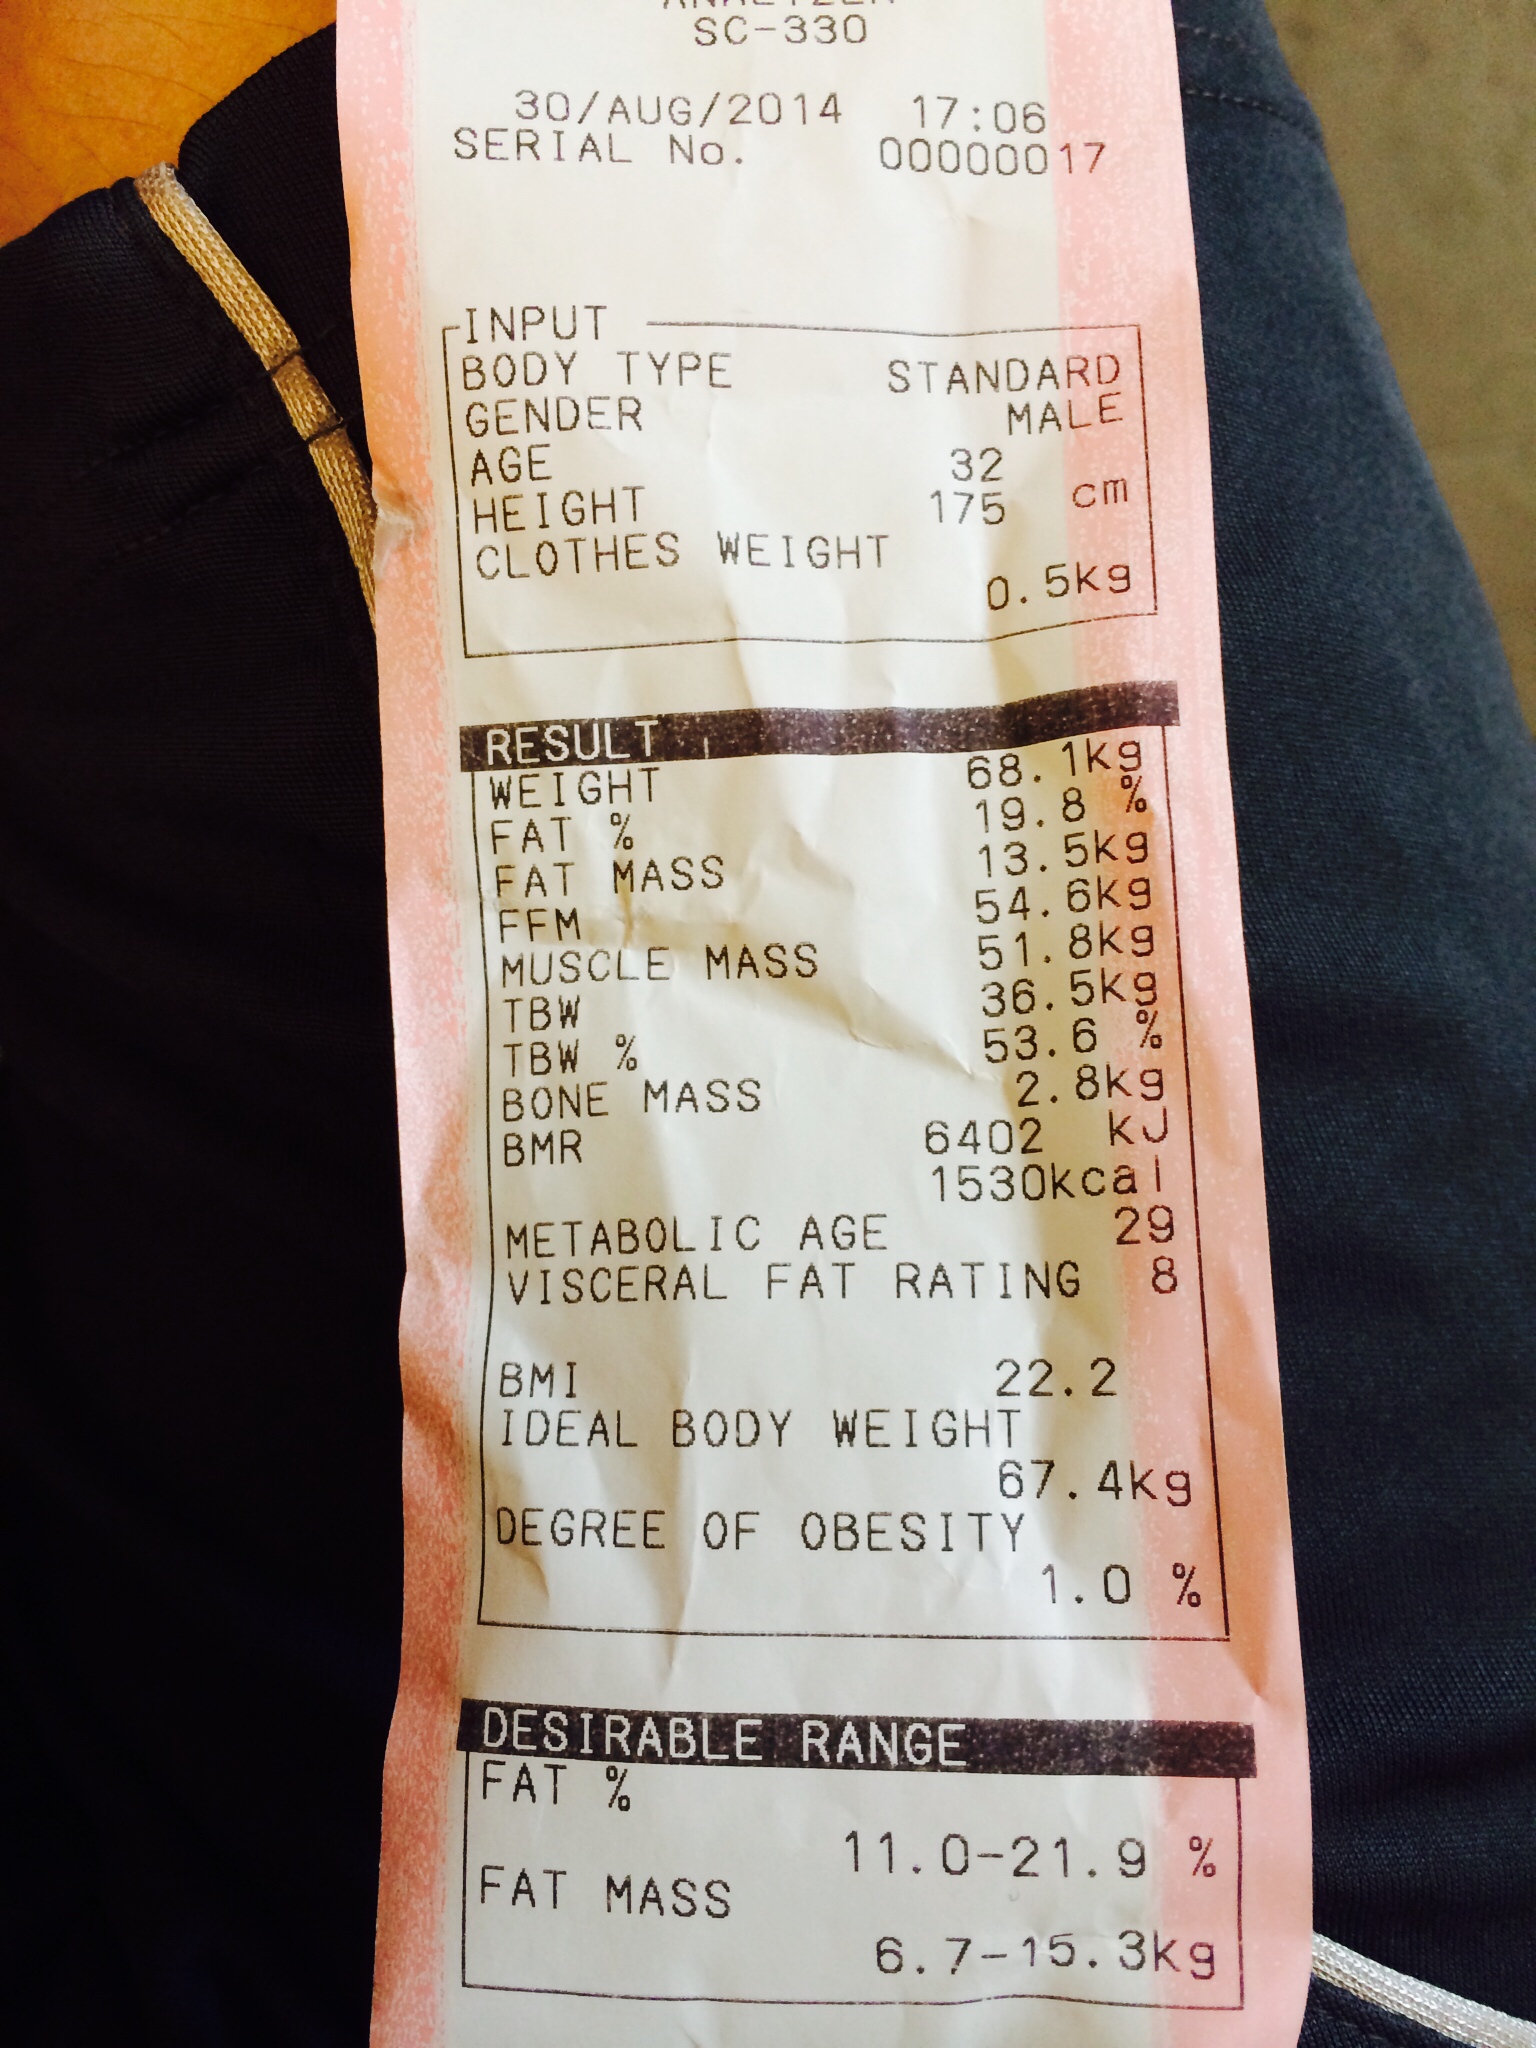 ANALYZER
SC-330
30/AUG/2014 17:06
SERIAL No. 00000017
INPUT
BODY TYPE STANDARD
GENDER MALE
AGE 32
HEIGHT 175 cm
CLOTHES WEIGHT
0.5kg
RESULT
WEIGHT 68.1kg
FAT % 19.8 %
FAT MASS 13.5kg
FFM 54.6kg
MUSCLE MASS 51.8kg
TBW 36.5kg
TBW % 53.6 %
BONE MASS 2.8kg
BMR 6402 kJ
1530kcal
METABOLIC AGE 29
VISCERAL FAT RATING 8
BMI 22.2
IDEAL BODY WEIGHT
67.4kg
DEGREE OF OBESITY
1.0 %
DESIRABLE RANGE
FAT %
11.0-21.9 %
FAT MASS
6.7-15.3kg